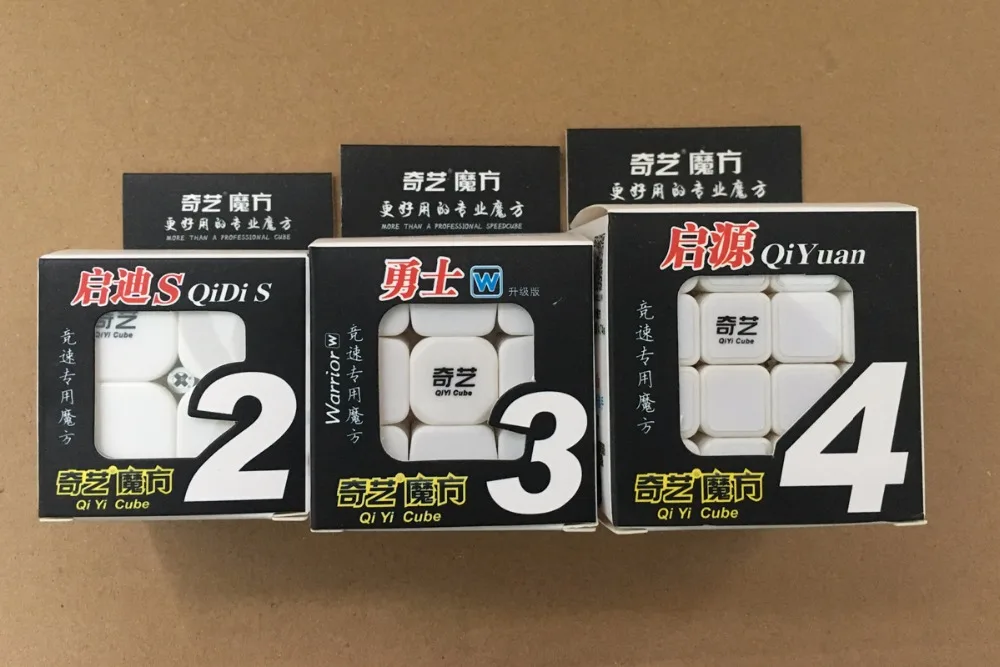 奇艺®魔方
更好用的专业魔方
MORE THAN A PROFESSIONAL CUBE
启迪S QiDi S
竞速专用魔方
奇艺
QiYi Cube
2
奇艺®魔方
Qi Yi Cube
奇艺®魔方
更好用的专业魔方
MORE THAN A PROFESSIONAL SPEEDCUBE
勇士 W 升级版
Warrior W
竞速专用魔方
奇艺
QiYi Cube
3
奇艺®魔方
Qi Yi Cube
奇艺®魔方
更好用的专业魔方
启源 QiYuan
竞速专用魔方
奇艺
QiYi Cube
4
奇艺®魔方
Qi Yi Cube